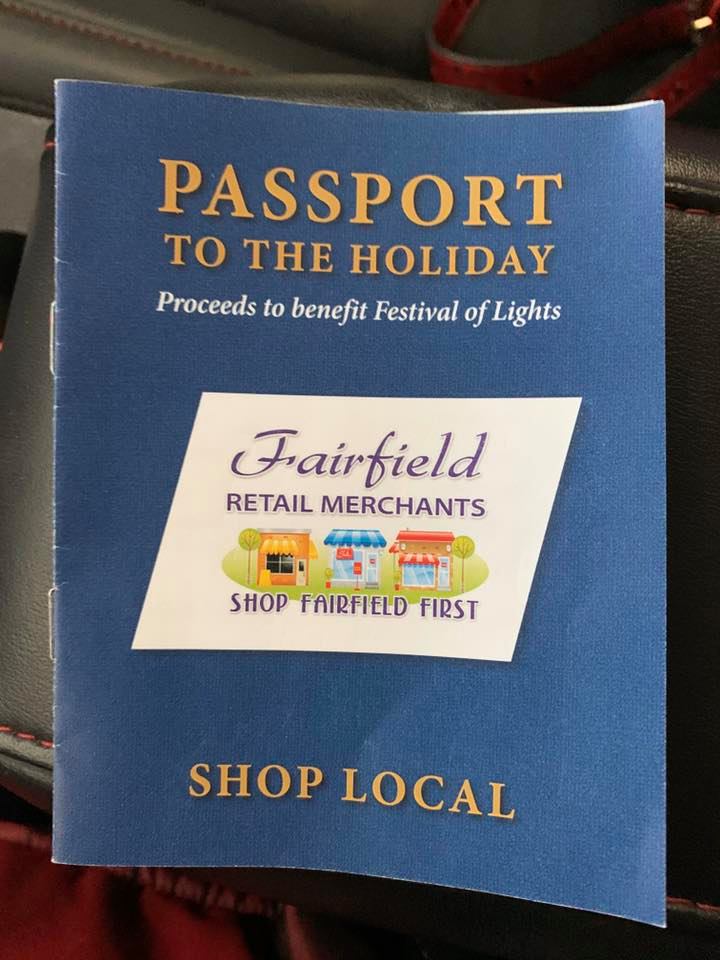 PASSPORT
TO THE HOLIDAY
Proceeds to benefit Festival of Lights
Fairfield
RETAIL MERCHANTS
SHOP FAIRFIELD FIRST
SHOP LOCAL